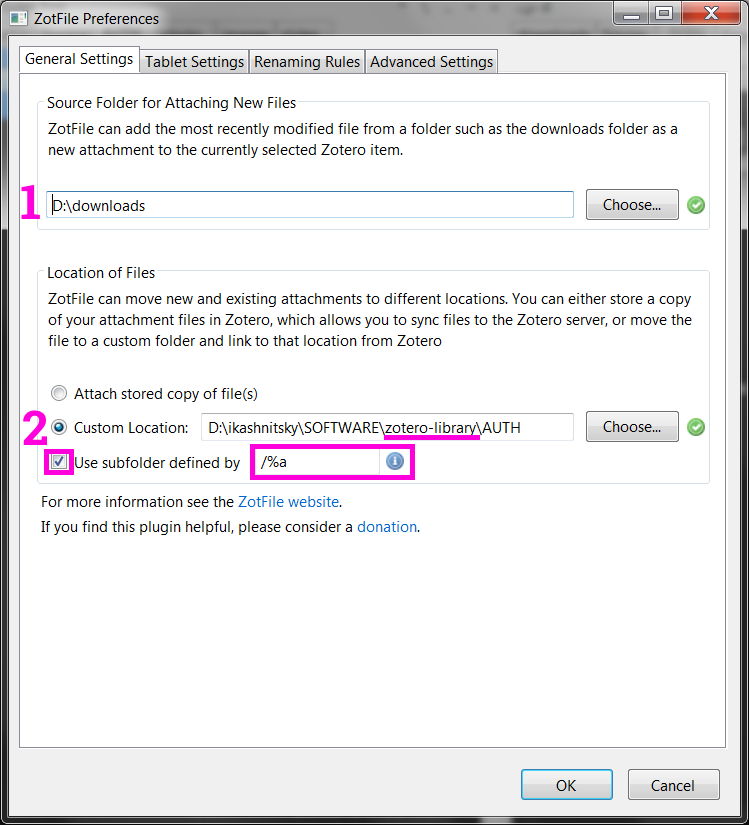 ZotFile Preferences
General Settings
Tablet Settings
Renaming Rules
Advanced Settings
Source Folder for Attaching New Files
ZotFile can add the most recently modified file from a folder such as the downloads folder as a
new attachment to the currently selected Zotero item.
1
D:\downloads
Choose...
Location of Files
ZotFile can move new and existing attachments to different locations. You can either store a copy
of your attachment files in Zotero, which allows you to sync files to the Zotero server, or move the
file to a custom folder and link to that location from Zotero
Attach stored copy of file(s)
2
Custom Location:
D:\ikashnitsky\SOFTWARE\zotero-library\AUTH
Choose...
Use subfolder defined by
/%a
For more information see the ZotFile website.
If you find this plugin helpful, please consider a donation.
OK
Cancel